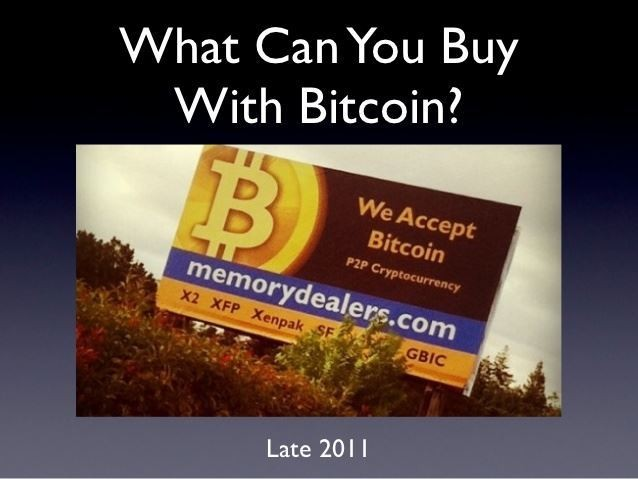 What Can You Buy
With Bitcoin?
We Accept
Bitcoin
P2P Cryptocurrency
memorydealers.com
X2 XFP Xenpak SF GBIC
Late 2011